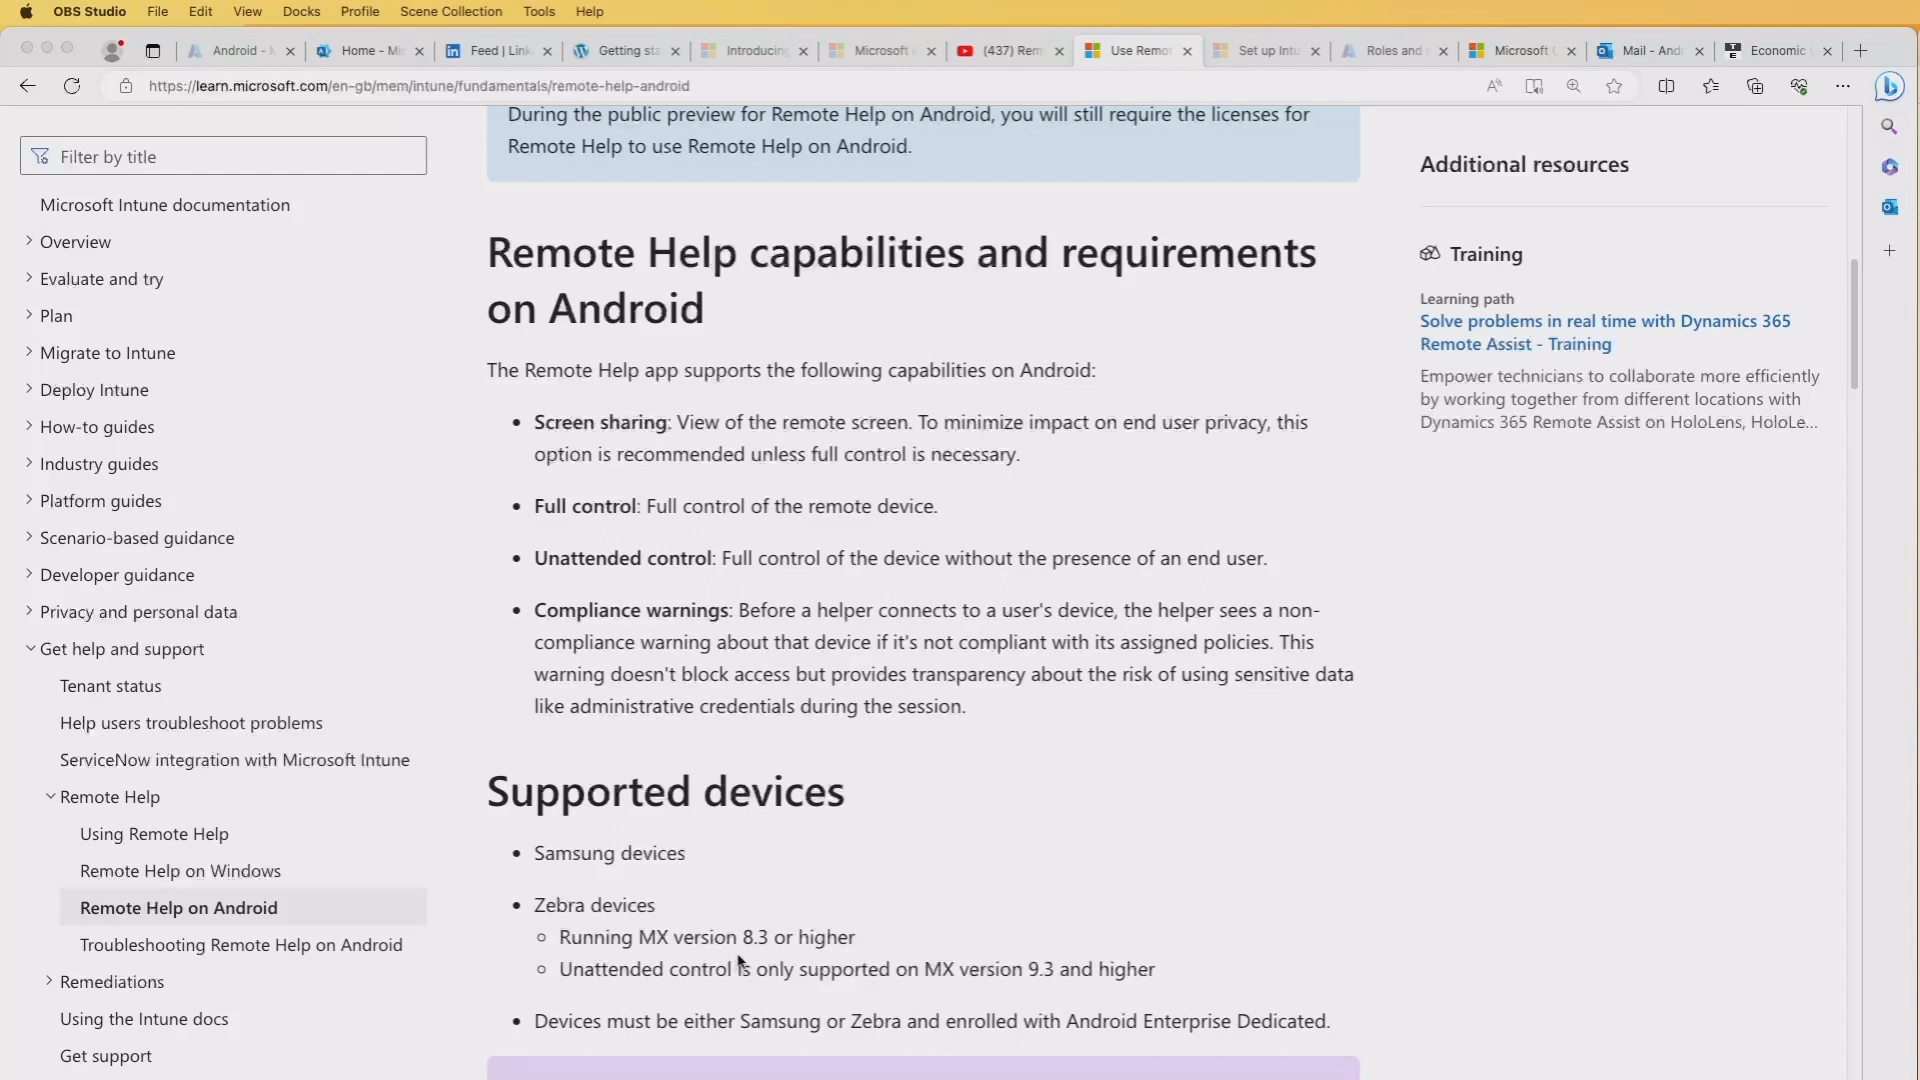 OBS Studio File Edit View Docks Profile Scene Collection Tools Help
Android - Home - Mi Feed | Link Getting sta Introducing Microsoft (437) Rem Use Remot Set up Intu Roles and Microsoft Mail - And Economic
https://learn.microsoft.com/en-gb/mem/intune/fundamentals/remote-help-android
Filter by title
Microsoft Intune documentation
Overview
Evaluate and try
Plan
Migrate to Intune
Deploy Intune
How-to guides
Industry guides
Platform guides
Scenario-based guidance
Developer guidance
Privacy and personal data
Get help and support
Tenant status
Help users troubleshoot problems
ServiceNow integration with Microsoft Intune
Remote Help
Using Remote Help
Remote Help on Windows
Remote Help on Android
Troubleshooting Remote Help on Android
Remediations
Using the Intune docs
Get support
During the public preview for Remote Help on Android, you will still require the licenses for
Remote Help to use Remote Help on Android.
Remote Help capabilities and requirements
on Android
The Remote Help app supports the following capabilities on Android:
• Screen sharing: View of the remote screen. To minimize impact on end user privacy, this
option is recommended unless full control is necessary.
• Full control: Full control of the remote device.
• Unattended control: Full control of the device without the presence of an end user.
• Compliance warnings: Before a helper connects to a user's device, the helper sees a non-
compliance warning about that device if it's not compliant with its assigned policies. This
warning doesn't block access but provides transparency about the risk of using sensitive data
like administrative credentials during the session.
Supported devices
• Samsung devices
• Zebra devices
○ Running MX version 8.3 or higher
○ Unattended control is only supported on MX version 9.3 and higher
• Devices must be either Samsung or Zebra and enrolled with Android Enterprise Dedicated.
Additional resources
Training
Learning path
Solve problems in real time with Dynamics 365
Remote Assist - Training
Empower technicians to collaborate more efficiently
by working together from different locations with
Dynamics 365 Remote Assist on HoloLens, HoloLe...